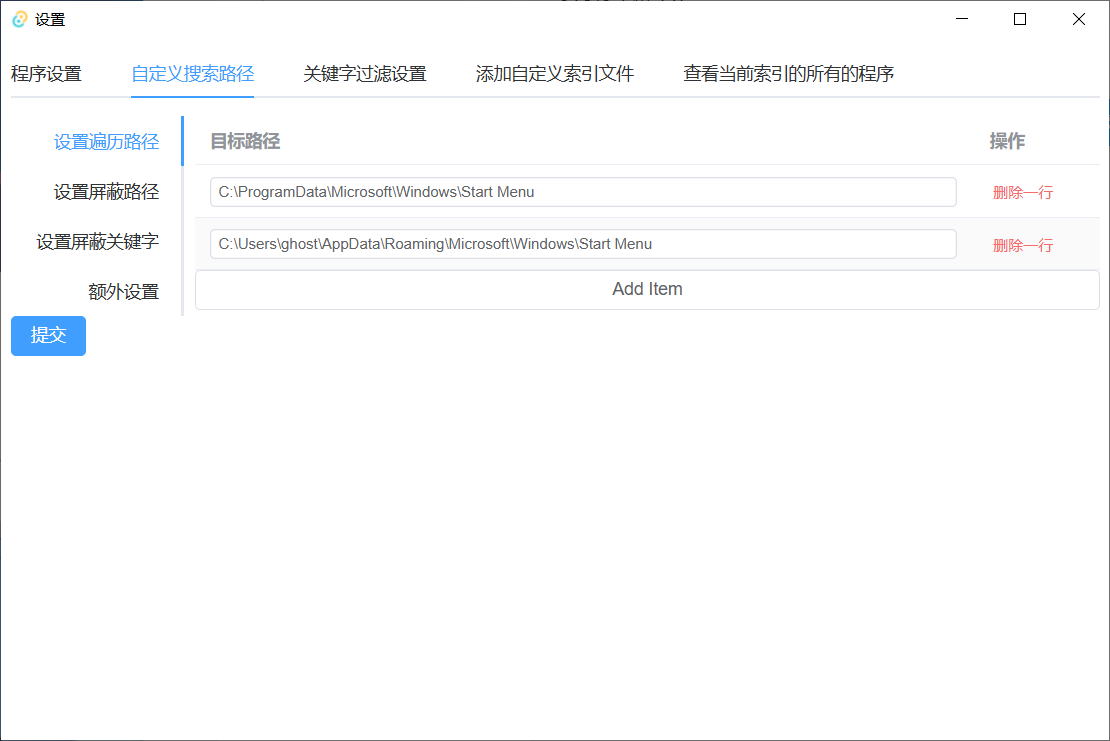 设置
程序设置 自定义搜索路径 关键字过滤设置 添加自定义索引文件 查看当前索引的所有的程序
设置遍历路径
设置屏蔽路径
设置屏蔽关键字
额外设置
目标路径 操作
C:\ProgramData\Microsoft\Windows\Start Menu 删除一行
C:\Users\ghost\AppData\Roaming\Microsoft\Windows\Start Menu 删除一行
Add Item
提交